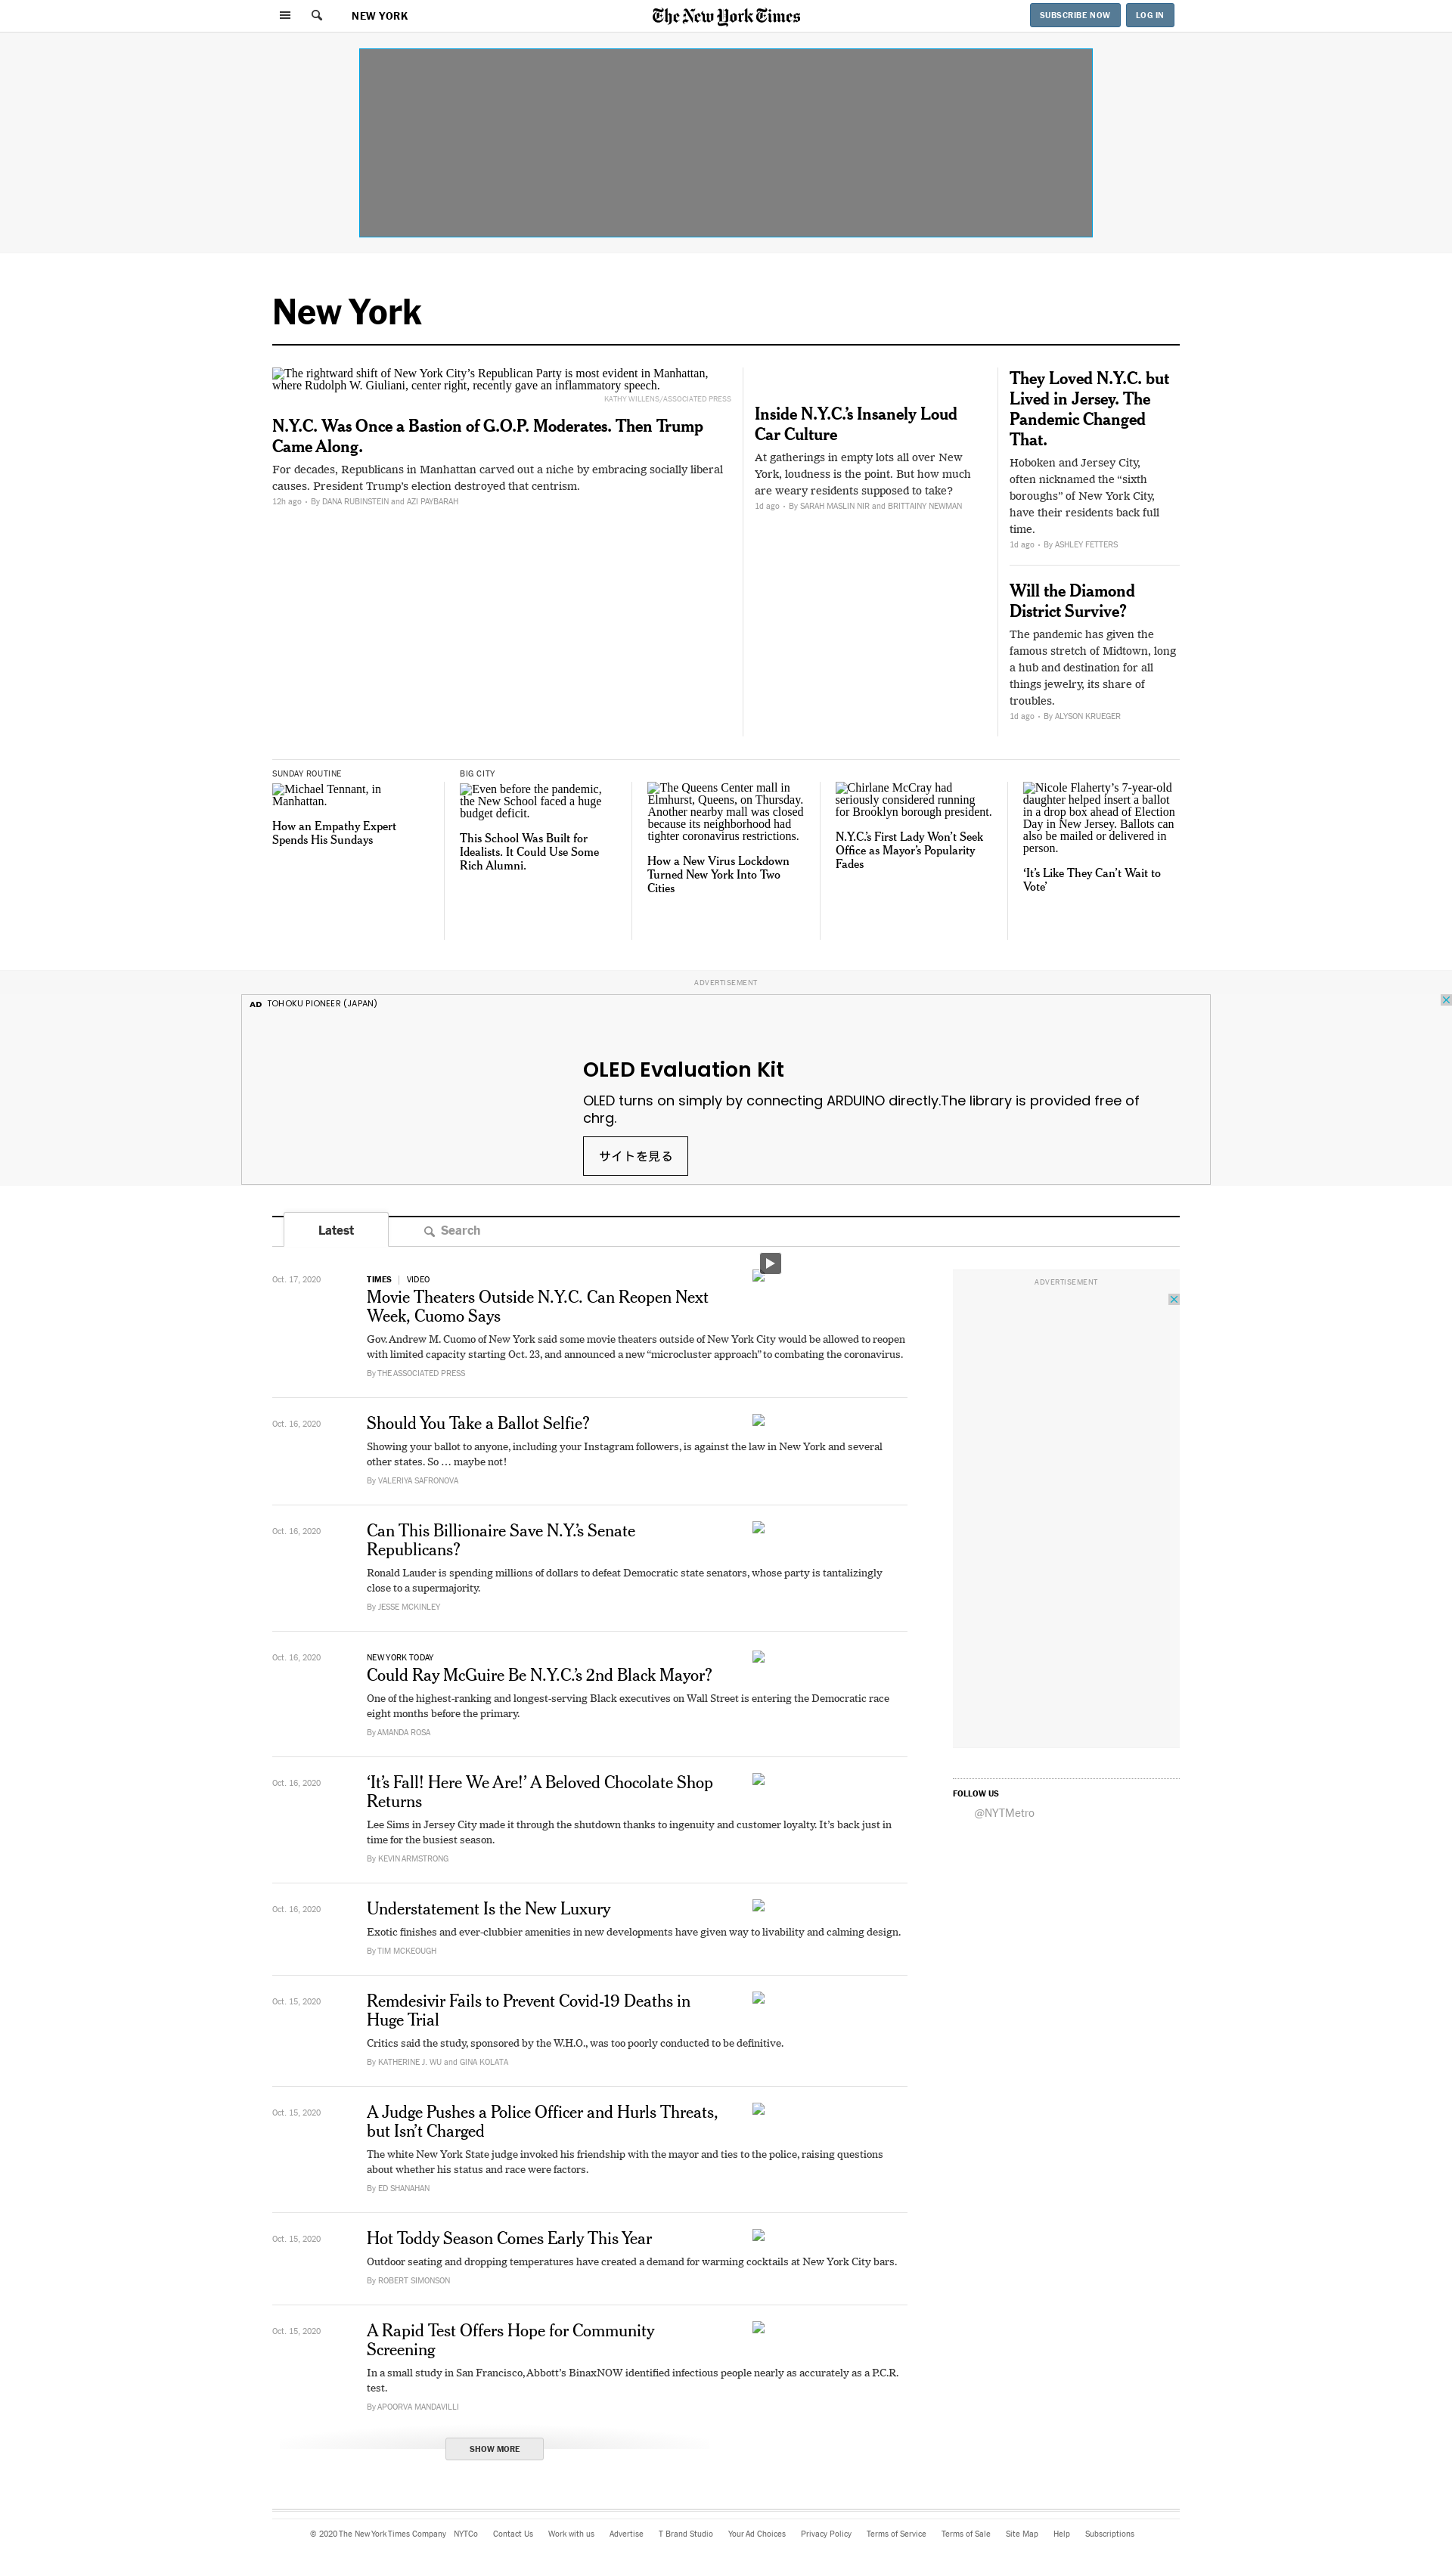 NEW YORK
The New York Times
SUBSCRIBE NOW
LOG IN
New York
The rightward shift of New York City’s Republican Party is most evident in Manhattan,
where Rudolph W. Giuliani, center right, recently gave an inflammatory speech.
KATHY WILLENS/ASSOCIATED PRESS
N.Y.C. Was Once a Bastion of G.O.P. Moderates. Then Trump
Came Along.
For decades, Republicans in Manhattan carved out a niche by embracing socially liberal
causes. President Trump’s election destroyed that centrism.
12h ago • By DANA RUBINSTEIN and AZI PAYBARAH
Inside N.Y.C.’s Insanely Loud
Car Culture
At gatherings in empty lots all over New
York, loudness is the point. But how much
are weary residents supposed to take?
1d ago • By SARAH MASLIN NIR and BRITTAINY NEWMAN
They Loved N.Y.C. but
Lived in Jersey. The
Pandemic Changed
That.
Hoboken and Jersey City,
often nicknamed the “sixth
boroughs” of New York City,
have their residents back full
time.
1d ago • By ASHLEY FETTERS
Will the Diamond
District Survive?
The pandemic has given the
famous stretch of Midtown, long
a hub and destination for all
things jewelry, its share of
troubles.
1d ago • By ALYSON KRUEGER
SUNDAY ROUTINE
Michael Tennant, in
Manhattan.
How an Empathy Expert
Spends His Sundays
BIG CITY
Even before the pandemic,
the New School faced a huge
budget deficit.
This School Was Built for
Idealists. It Could Use Some
Rich Alumni.
The Queens Center mall in
Elmhurst, Queens, on Thursday.
Another nearby mall was closed
because its neighborhood had
tighter coronavirus restrictions.
How a New Virus Lockdown
Turned New York Into Two
Cities
Chirlane McCray had
seriously considered running
for Brooklyn borough president.
N.Y.C.’s First Lady Won’t Seek
Office as Mayor’s Popularity
Fades
Nicole Flaherty’s 7-year-old
daughter helped insert a ballot
in a drop box ahead of Election
Day in New Jersey. Ballots can
also be mailed or delivered in
person.
‘It’s Like They Can’t Wait to
Vote’
ADVERTISEMENT
AD TOHOKU PIONEER (JAPAN)
OLED Evaluation Kit
OLED turns on simply by connecting ARDUINO directly.The library is provided free of
chrg.
サイトを見る
Latest
Search
Oct. 17, 2020
TIMES | VIDEO
Movie Theaters Outside N.Y.C. Can Reopen Next
Week, Cuomo Says
Gov. Andrew M. Cuomo of New York said some movie theaters outside of New York City would be allowed to reopen
with limited capacity starting Oct. 23, and announced a new “microcluster approach” to combating the coronavirus.
By THE ASSOCIATED PRESS
ADVERTISEMENT
Oct. 16, 2020
Should You Take a Ballot Selfie?
Showing your ballot to anyone, including your Instagram followers, is against the law in New York and several
other states. So … maybe not!
By VALERIYA SAFRONOVA
Oct. 16, 2020
Can This Billionaire Save N.Y.’s Senate
Republicans?
Ronald Lauder is spending millions of dollars to defeat Democratic state senators, whose party is tantalizingly
close to a supermajority.
By JESSE MCKINLEY
Oct. 16, 2020
NEW YORK TODAY
Could Ray McGuire Be N.Y.C.’s 2nd Black Mayor?
One of the highest-ranking and longest-serving Black executives on Wall Street is entering the Democratic race
eight months before the primary.
By AMANDA ROSA
Oct. 16, 2020
‘It’s Fall! Here We Are!’ A Beloved Chocolate Shop
Returns
Lee Sims in Jersey City made it through the shutdown thanks to ingenuity and customer loyalty. It’s back just in
time for the busiest season.
By KEVIN ARMSTRONG
FOLLOW US
@NYTMetro
Oct. 16, 2020
Understatement Is the New Luxury
Exotic finishes and ever-clubbier amenities in new developments have given way to livability and calming design.
By TIM MCKEOUGH
Oct. 15, 2020
Remdesivir Fails to Prevent Covid-19 Deaths in
Huge Trial
Critics said the study, sponsored by the W.H.O., was too poorly conducted to be definitive.
By KATHERINE J. WU and GINA KOLATA
Oct. 15, 2020
A Judge Pushes a Police Officer and Hurls Threats,
but Isn’t Charged
The white New York State judge invoked his friendship with the mayor and ties to the police, raising questions
about whether his status and race were factors.
By ED SHANAHAN
Oct. 15, 2020
Hot Toddy Season Comes Early This Year
Outdoor seating and dropping temperatures have created a demand for warming cocktails at New York City bars.
By ROBERT SIMONSON
Oct. 15, 2020
A Rapid Test Offers Hope for Community
Screening
In a small study in San Francisco, Abbott’s BinaxNOW identified infectious people nearly as accurately as a P.C.R.
test.
By APOORVA MANDAVILLI
SHOW MORE
© 2020 The New York Times Company NYTCo Contact Us Work with us Advertise T Brand Studio Your Ad Choices Privacy Policy Terms of Service Terms of Sale Site Map Help Subscriptions